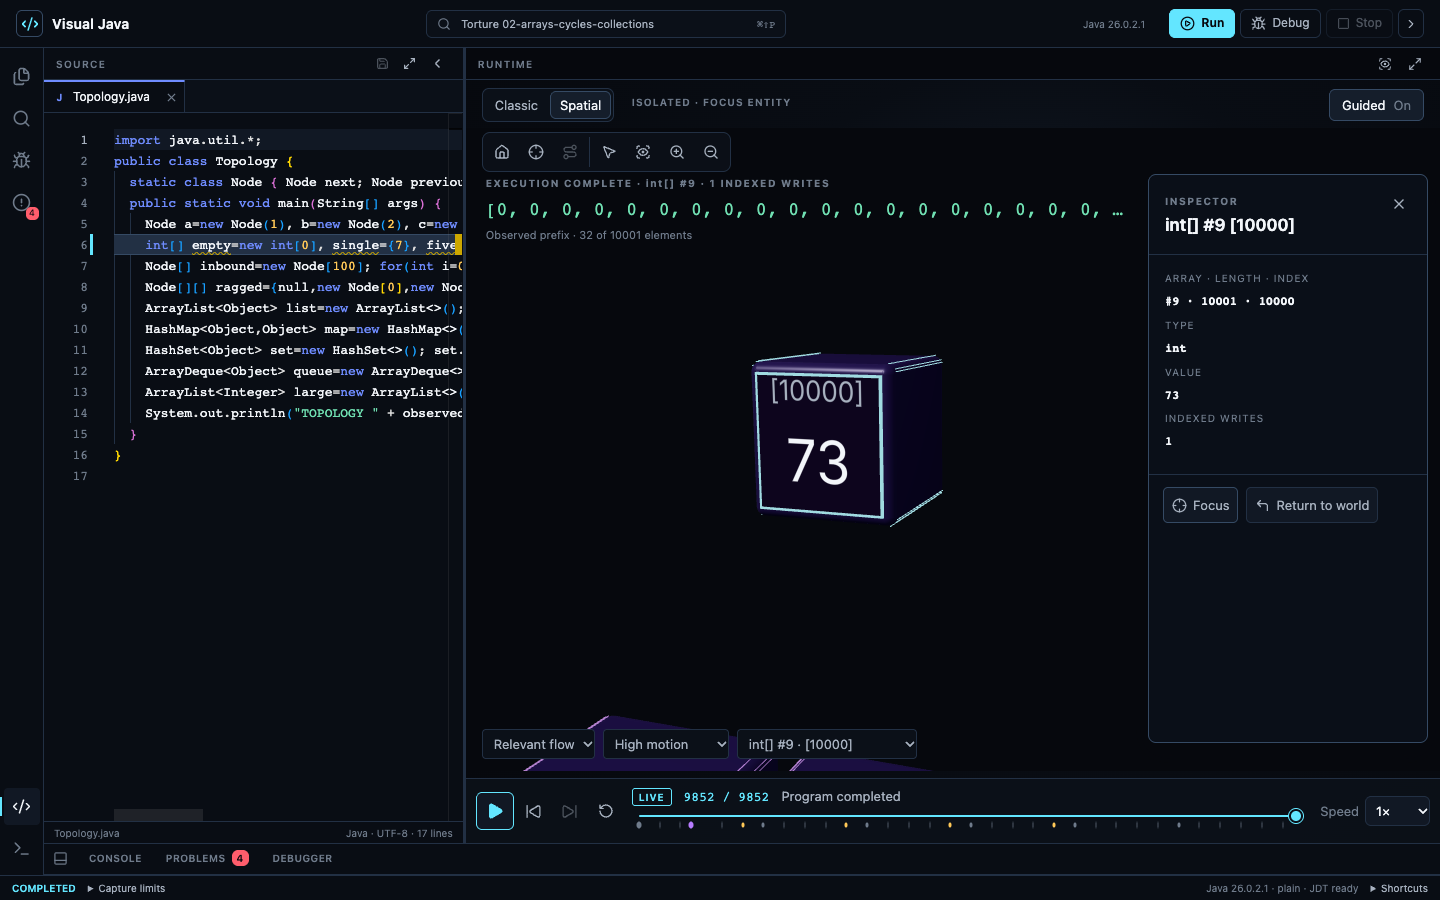 Visual Java
Torture 02-arrays-cycles-collections
⌘⇧P
Java 26.0.2.1
Run
Debug
Stop
SOURCE
J Topology.java
1 import java.util.*;
2 public class Topology {
3 static class Node { Node next; Node previou
4 public static void main(String[] args) {
5 Node a=new Node(1), b=new Node(2), c=new
6 int[] empty=new int[0], single={7}, five
7 Node[] inbound=new Node[100]; for(int i=0
8 Node[][] ragged={null,new Node[0],new Nod
9 ArrayList<Object> list=new ArrayList<>();
10 HashMap<Object,Object> map=new HashMap<>(
11 HashSet<Object> set=new HashSet<>(); set.
12 ArrayDeque<Object> queue=new ArrayDeque<>
13 ArrayList<Integer> large=new ArrayList<>(
14 System.out.println("TOPOLOGY " + observed
15 }
16 }
17
4
Topology.java
Java · UTF-8 · 17 lines
RUNTIME
Classic
Spatial
ISOLATED · FOCUS ENTITY
Guided On
EXECUTION COMPLETE · int[] #9 · 1 INDEXED WRITES
[0, 0, 0, 0, 0, 0, 0, 0, 0, 0, 0, 0, 0, 0, 0, 0, 0, 0, 0, …
Observed prefix · 32 of 10001 elements
[10000]
73
INSPECTOR
int[] #9 [10000]
ARRAY · LENGTH · INDEX
#9 · 10001 · 10000
TYPE
int
VALUE
73
INDEXED WRITES
1
Focus
Return to world
Relevant flow
High motion
int[] #9 · [10000]
LIVE
9852 / 9852
Program completed
Speed
1×
CONSOLE
PROBLEMS 4
DEBUGGER
COMPLETED
Capture limits
Java 26.0.2.1 · plain · JDT ready
Shortcuts